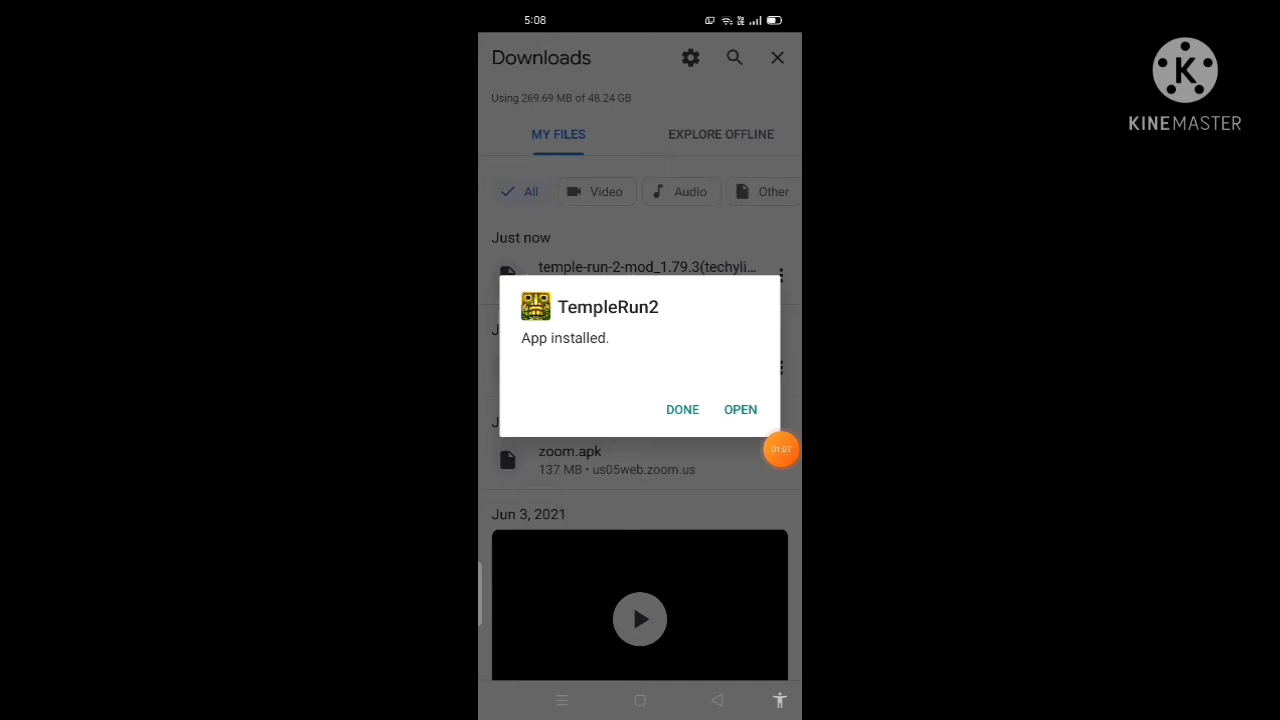 5:08
Downloads
KINEMASTER
Using 269.69 MB of 48.24 GB
MY FILES EXPLORE OFFLINE
All Video Audio Other
Just now
temple-run-2-mod_1.79.3(techyli...
TempleRun2
J
App installed.
DONE OPEN
J
01:07
zoom.apk
137 MB • us05web.zoom.us
Jun 3, 2021